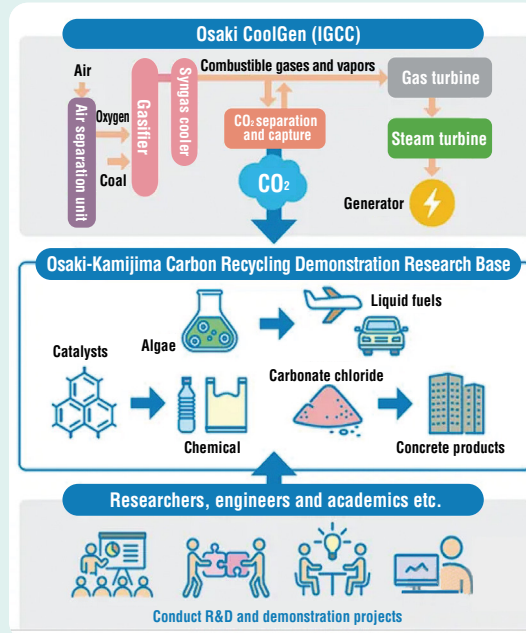 Osaki CoolGen (IGCC)
Air
Air separation unit
Oxygen
Coal
Gasifier
Syngas cooler
Combustible gases and vapors
CO₂ separation
and capture
CO₂
Gas turbine
Steam turbine
Generator
Osaki-Kamijima Carbon Recycling Demonstration Research Base
Algae
Liquid fuels
Catalysts
Chemical
Carbonate chloride
Concrete products
Researchers, engineers and academics etc.
Conduct R&D and demonstration projects